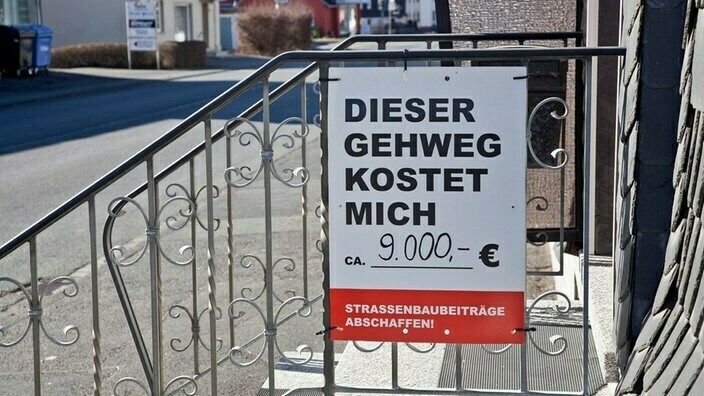 DIESER
GEHWEG
KOSTET
MICH
CA. 9.000,- €
STRASSENBAUBEITRÄGE
ABSCHAFFEN!